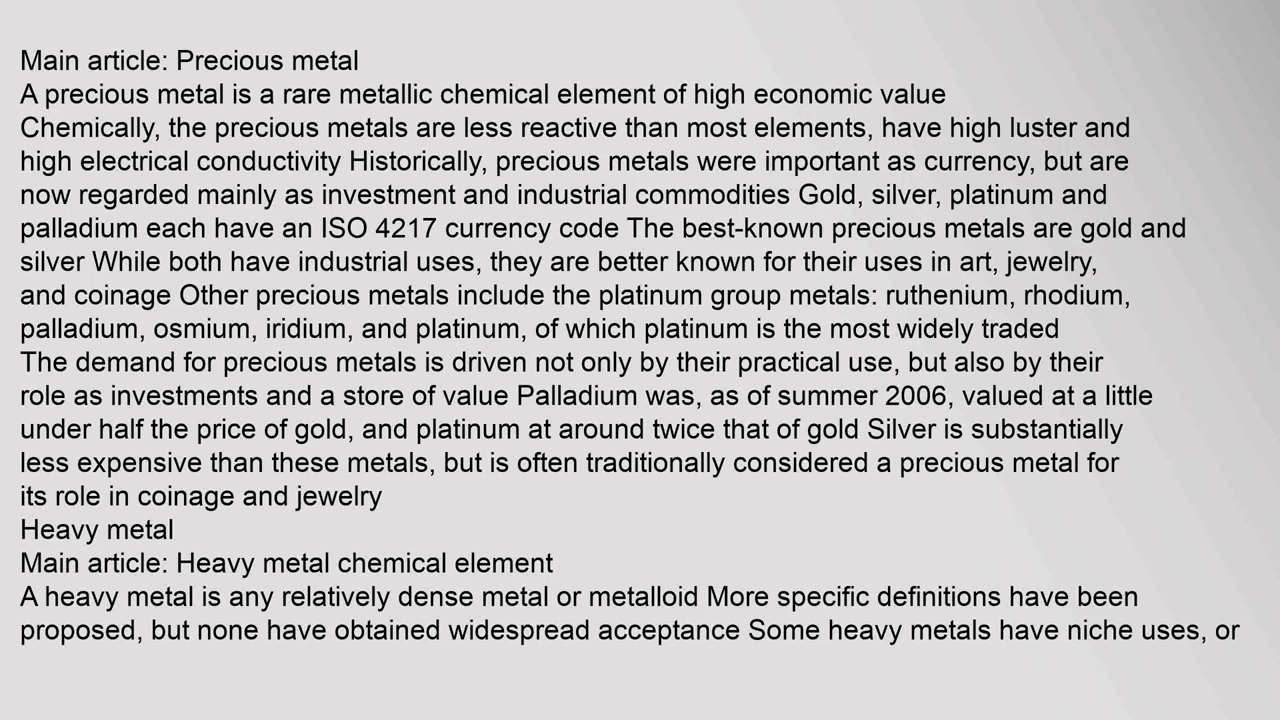 Main article: Precious metal
A precious metal is a rare metallic chemical element of high economic value
Chemically, the precious metals are less reactive than most elements, have high luster and
high electrical conductivity Historically, precious metals were important as currency, but are
now regarded mainly as investment and industrial commodities Gold, silver, platinum and
palladium each have an ISO 4217 currency code The best-known precious metals are gold and
silver While both have industrial uses, they are better known for their uses in art, jewelry,
and coinage Other precious metals include the platinum group metals: ruthenium, rhodium,
palladium, osmium, iridium, and platinum, of which platinum is the most widely traded
The demand for precious metals is driven not only by their practical use, but also by their
role as investments and a store of value Palladium was, as of summer 2006, valued at a little
under half the price of gold, and platinum at around twice that of gold Silver is substantially
less expensive than these metals, but is often traditionally considered a precious metal for
its role in coinage and jewelry
Heavy metal
Main article: Heavy metal chemical element
A heavy metal is any relatively dense metal or metalloid More specific definitions have been
proposed, but none have obtained widespread acceptance Some heavy metals have niche uses, or